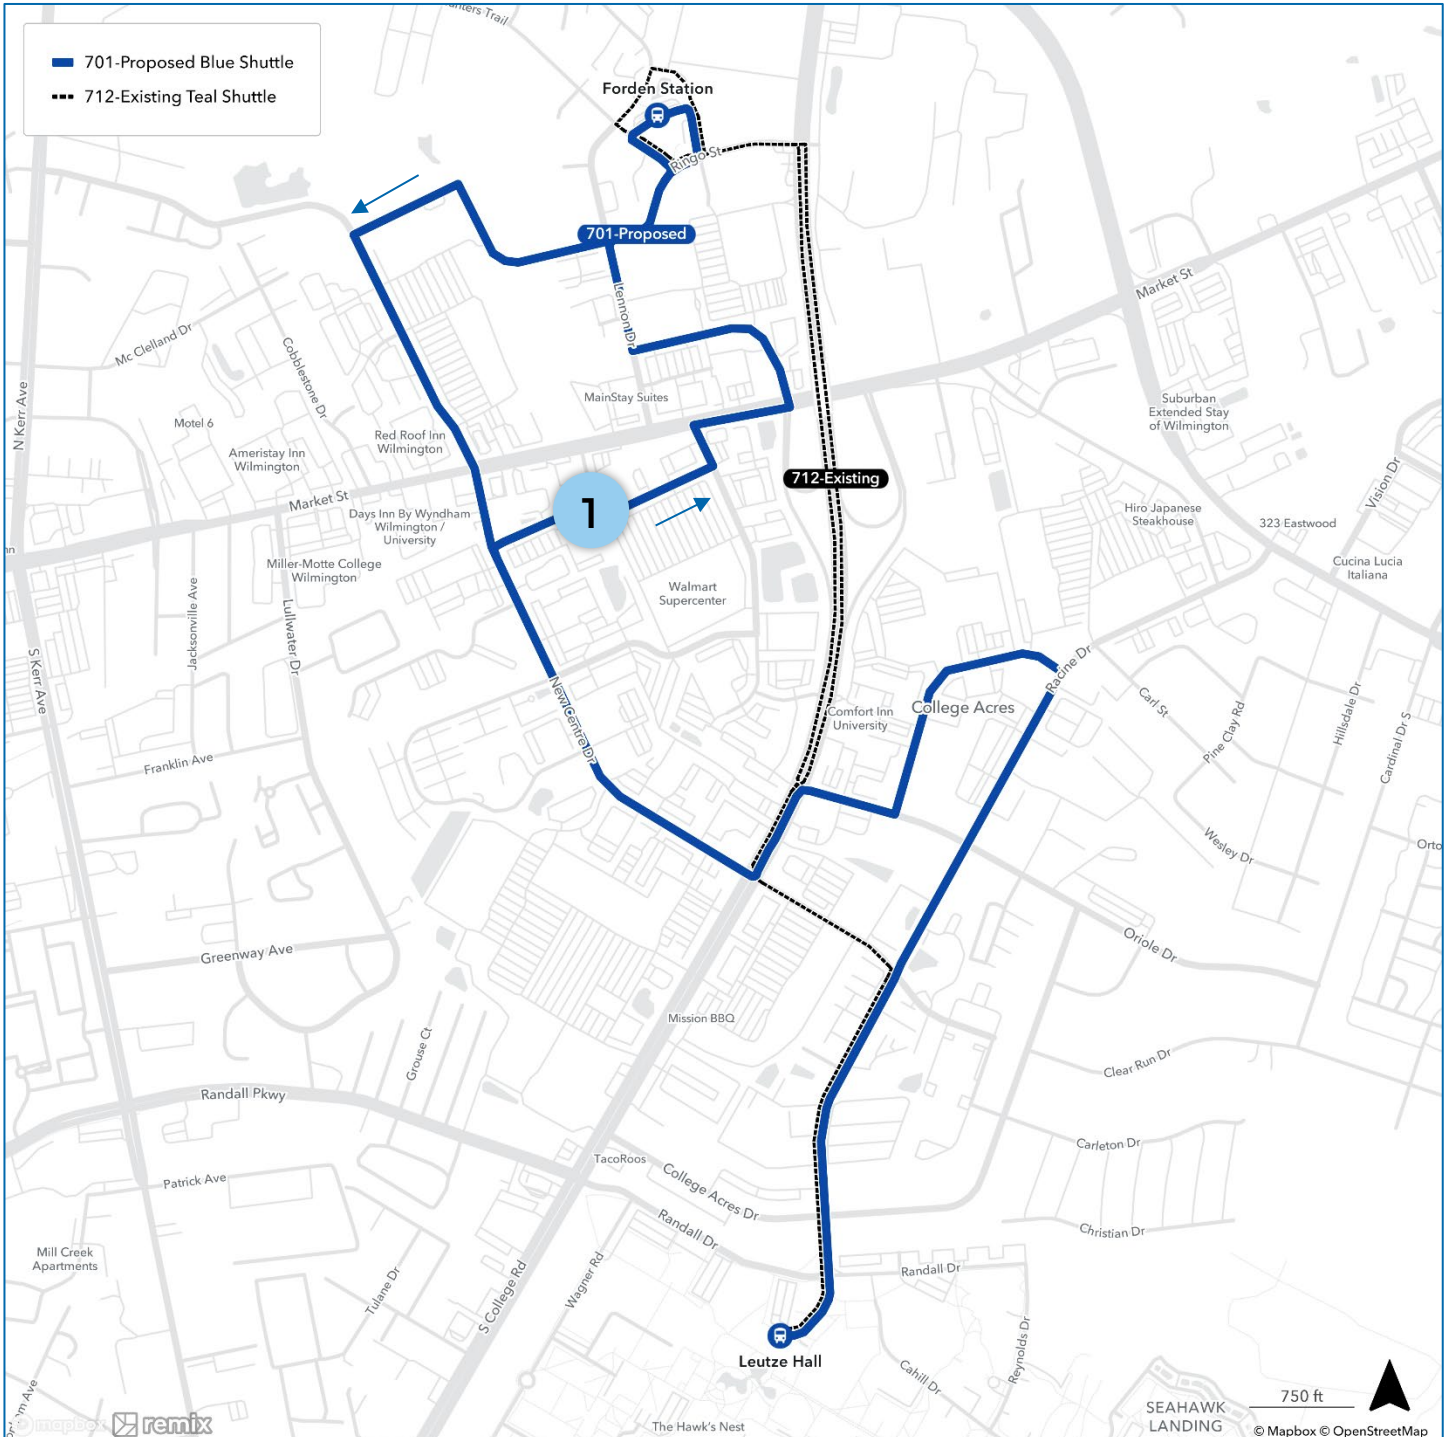 701-Proposed Blue Shuttle
712-Existing Teal Shuttle
Forden Station
Ringo St
701-Proposed
Lennon Dr
Market St
Mc Clelland Dr
Cobblestone Dr
N Kerr Ave
MainStay Suites
Motel 6
Red Roof Inn
Wilmington
Ameristay Inn
Wilmington
Suburban
Extended Stay
of Wilmington
Market St
712-Existing
1
Days Inn By Wyndham
Wilmington /
University
Vision Dr
Hiro Japanese
Steakhouse
323 Eastwood
Miller-Motte College
Wilmington
Cucina Lucia
Italiana
Walmart
Supercenter
Jacksonville Ave
Lullwater Dr
S Kerr Ave
Racine Dr
New Centre Dr
Comfort Inn
University
College Acres
Carl St
Pine Clay Rd
Hillsdale Dr
Cardinal Dr S
Franklin Ave
Wesley Dr
Orto
Greenway Ave
Oriole Dr
Mission BBQ
Grouse Ct
Clear Run Dr
Randall Pkwy
Carleton Dr
TacoRoos
Patrick Ave
College Acres Dr
Randall Dr
Christian Dr
Mill Creek
Apartments
Wagner Rd
Randall Dr
Tulane Dr
S College Rd
Reynolds Dr
Leutze Hall
Cahill Dr
750 ft
SEAHAWK
LANDING
The Hawk's Nest
mapbox remix
© Mapbox © OpenStreetMap